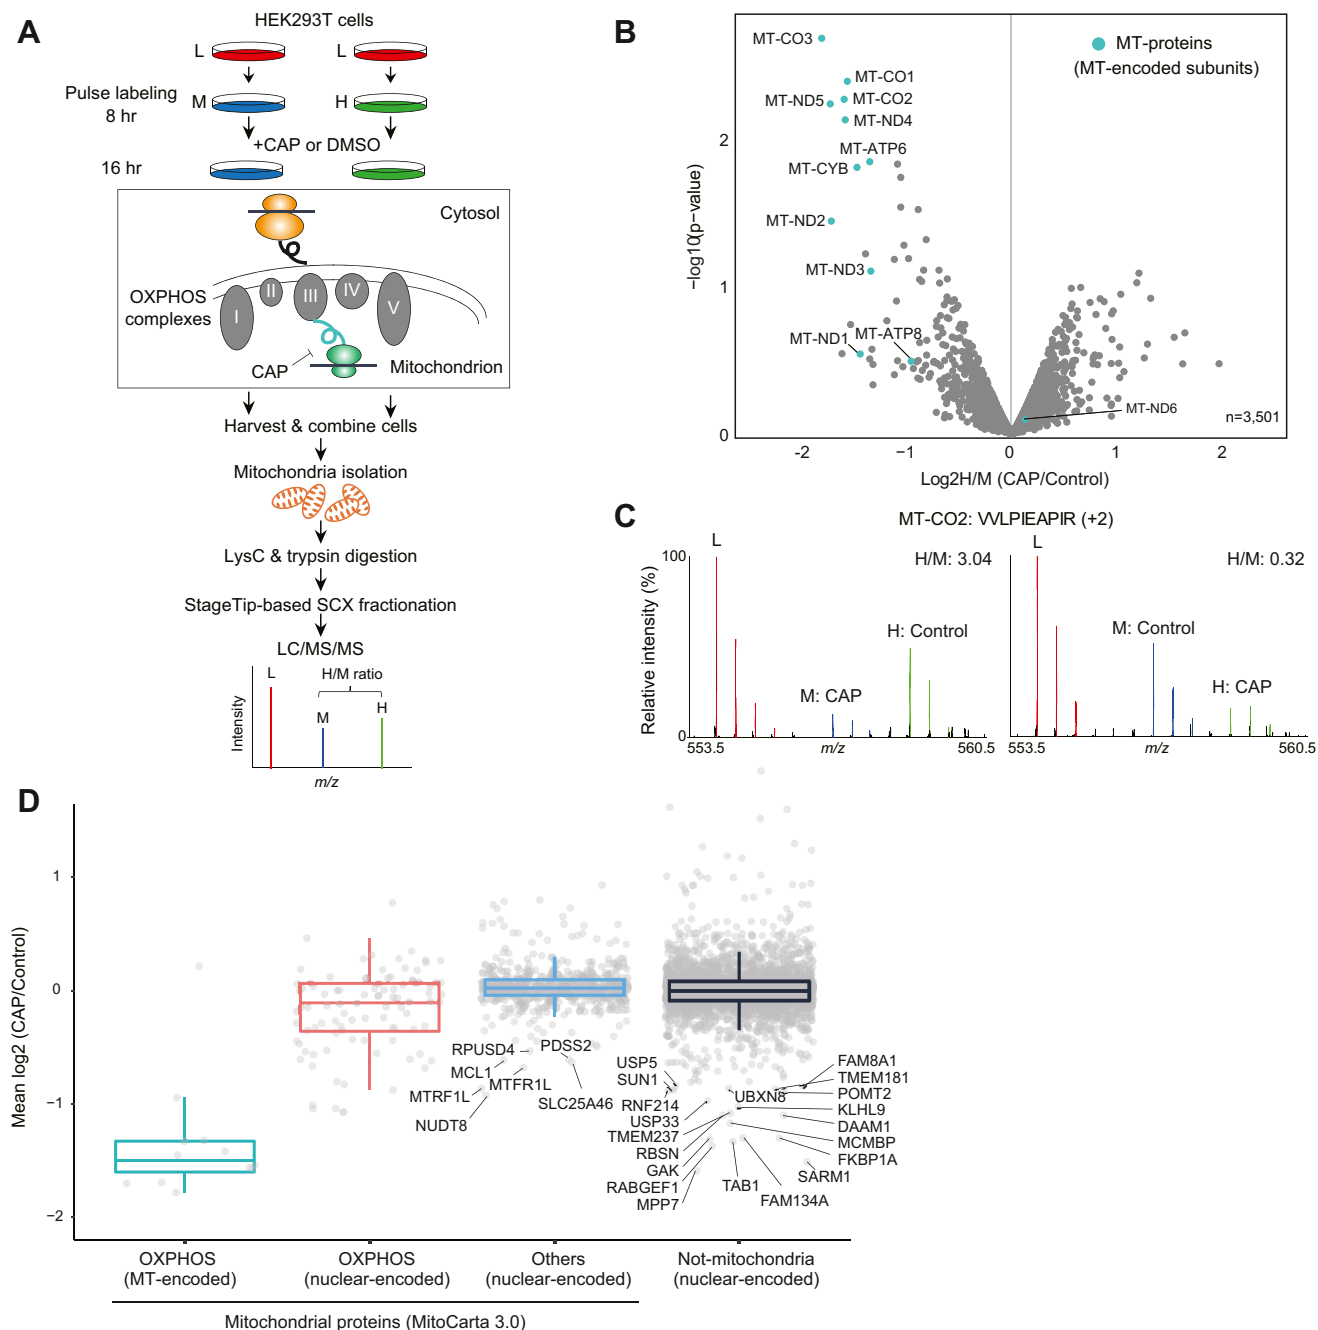 A
HEK293T cells
L
L
Pulse labeling
8 hr
M
H
+CAP or DMSO
16 hr
Cytosol
OXPHOS
complexes
I
II
III
IV
V
CAP
Mitochondrion
Harvest & combine cells
Mitochondria isolation
LysC & trypsin digestion
StageTip-based SCX fractionation
LC/MS/MS
L
H/M ratio
M
H
Intensity
m/z
B
MT-CO3
MT-proteins
(MT-encoded subunits)
MT-CO1
MT-CO2
MT-ND5
MT-ND4
MT-ATP6
MT-CYB
MT-ND2
MT-ND3
MT-ND1
MT-ATP8
MT-ND6
n=3,501
−log10(p−value)
2
1
0
-2
−1
0
1
2
Log2H/M (CAP/Control)
C
MT-CO2: VVLPIEAPIR (+2)
Relative intensity (%)
100
0
L
H/M: 3.04
H: Control
M: CAP
553.5
m/z
560.5
L
H/M: 0.32
M: Control
H: CAP
553.5
m/z
560.5
D
Mean log2 (CAP/Control)
1
0
−1
−2
RPUSD4
PDSS2
MCL1
MTFR1L
MTRF1L
SLC25A46
NUDT8
USP5
SUN1
RNF214
USP33
TMEM237
RBSN
GAK
RABGEF1
MPP7
UBXN8
TAB1
FAM134A
FAM8A1
TMEM181
POMT2
KLHL9
DAAM1
MCMBP
FKBP1A
SARM1
OXPHOS
(MT-encoded)
OXPHOS
(nuclear-encoded)
Others
(nuclear-encoded)
Not-mitochondria
(nuclear-encoded)
Mitochondrial proteins (MitoCarta 3.0)